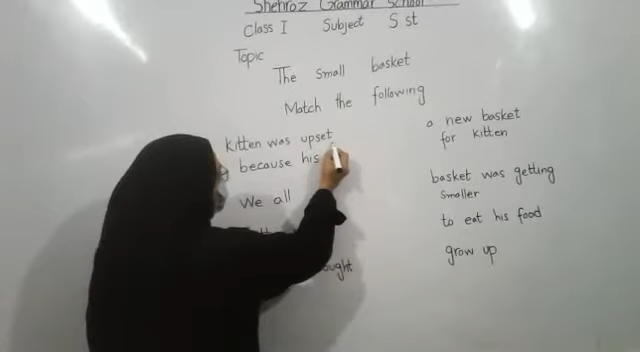 Shehroz Grammar School
Class I Subject S st
Topic
The small basket
Match the following
Kitten was upset
because his
We all
a new basket
for kitten
basket was getting
smaller
to eat his food
grow up